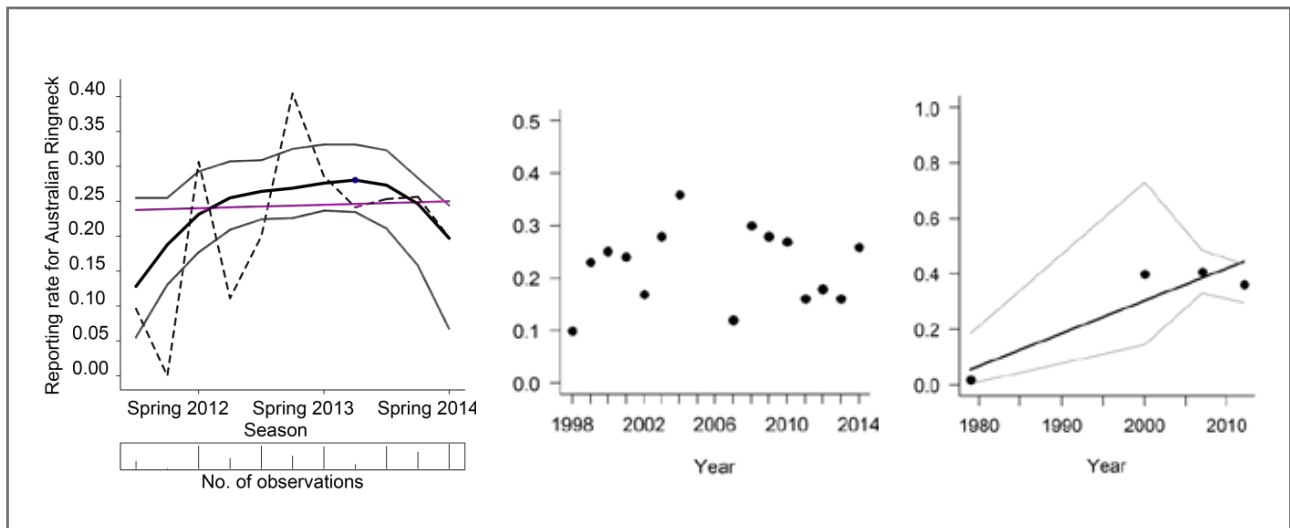 Reporting rate for Australian Ringneck
0.40
0.35
0.30
0.25
0.20
0.15
0.10
0.05
0.00
Spring 2012 Spring 2013 Spring 2014
Season
No. of observations
0.5
0.4
0.3
0.2
0.1
0.0
1998 2002 2006 2010 2014
Year
1.0
0.8
0.6
0.4
0.2
0.0
1980 1990 2000 2010
Year